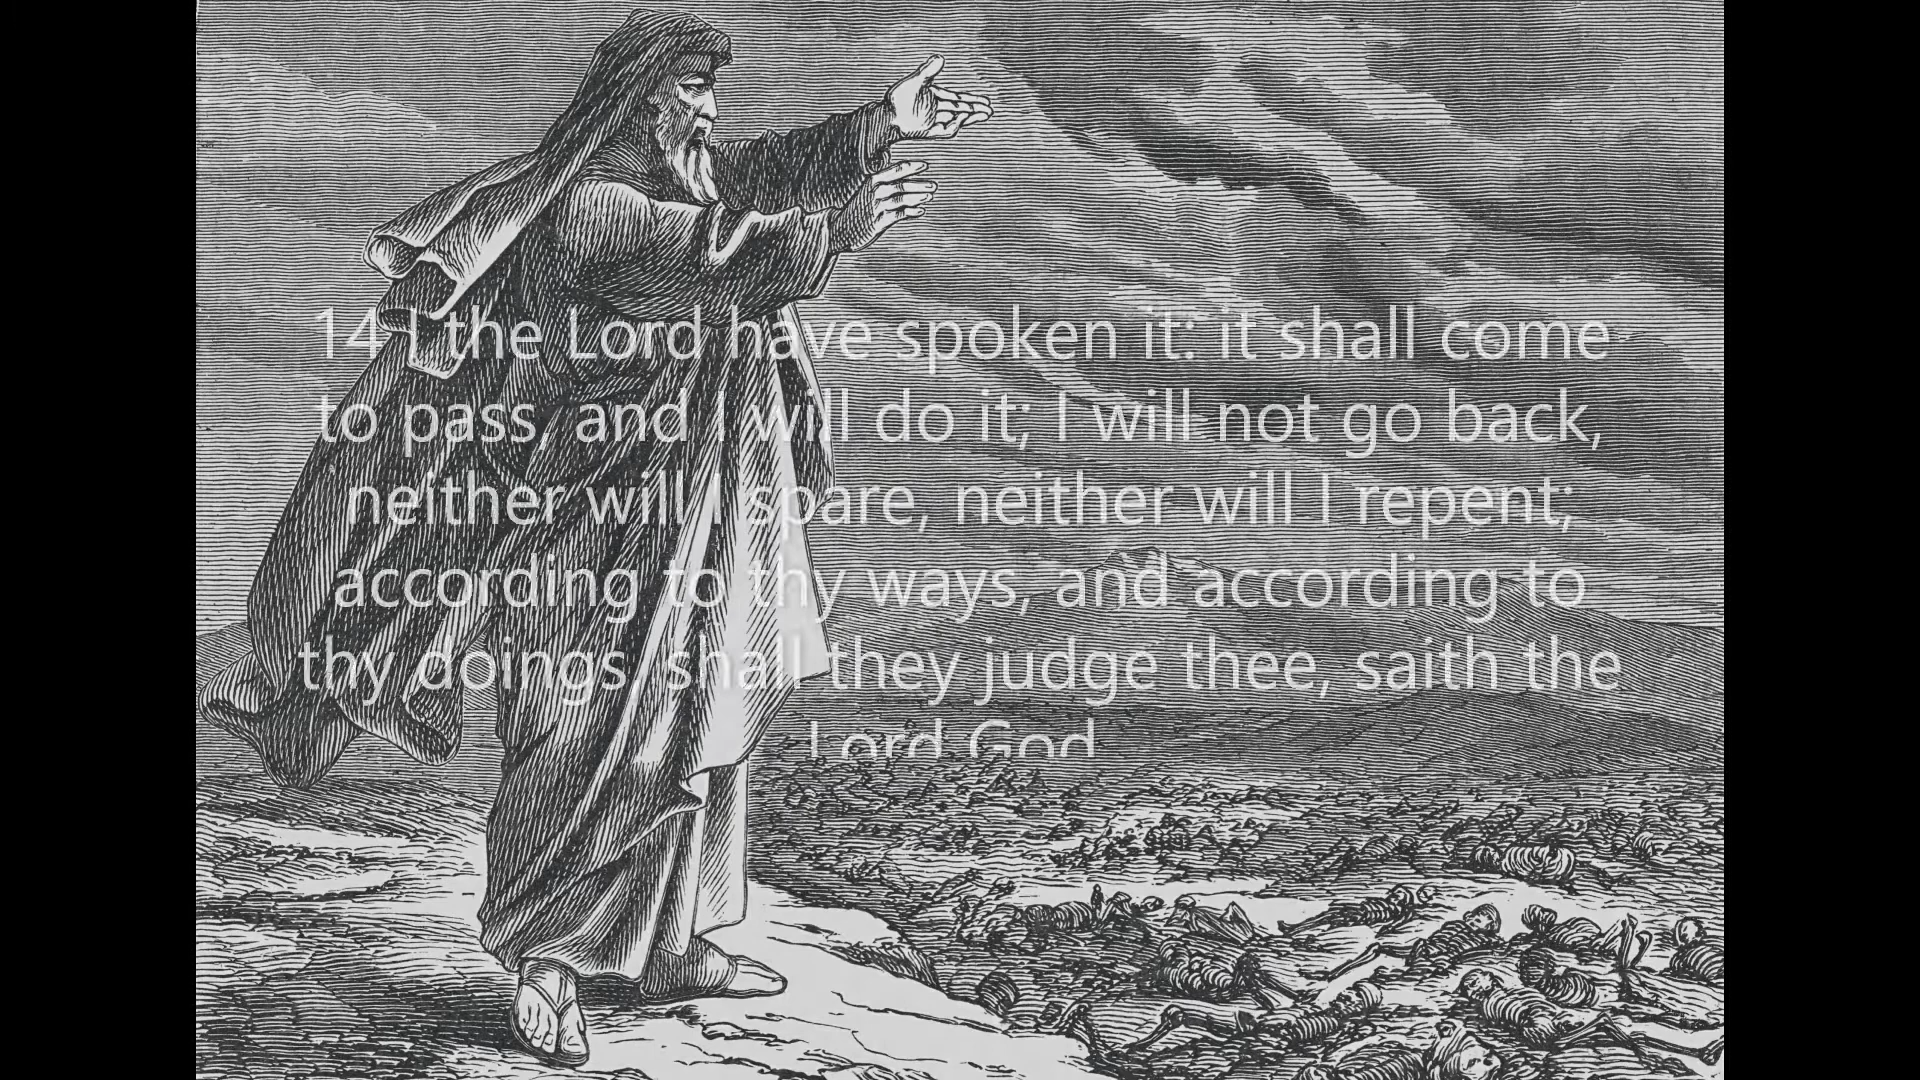 14 I the Lord have spoken it: it shall come
to pass, and I will do it; I will not go back,
neither will I spare, neither will I repent;
according to thy ways, and according to
thy doings, shall they judge thee, saith the
Lord God